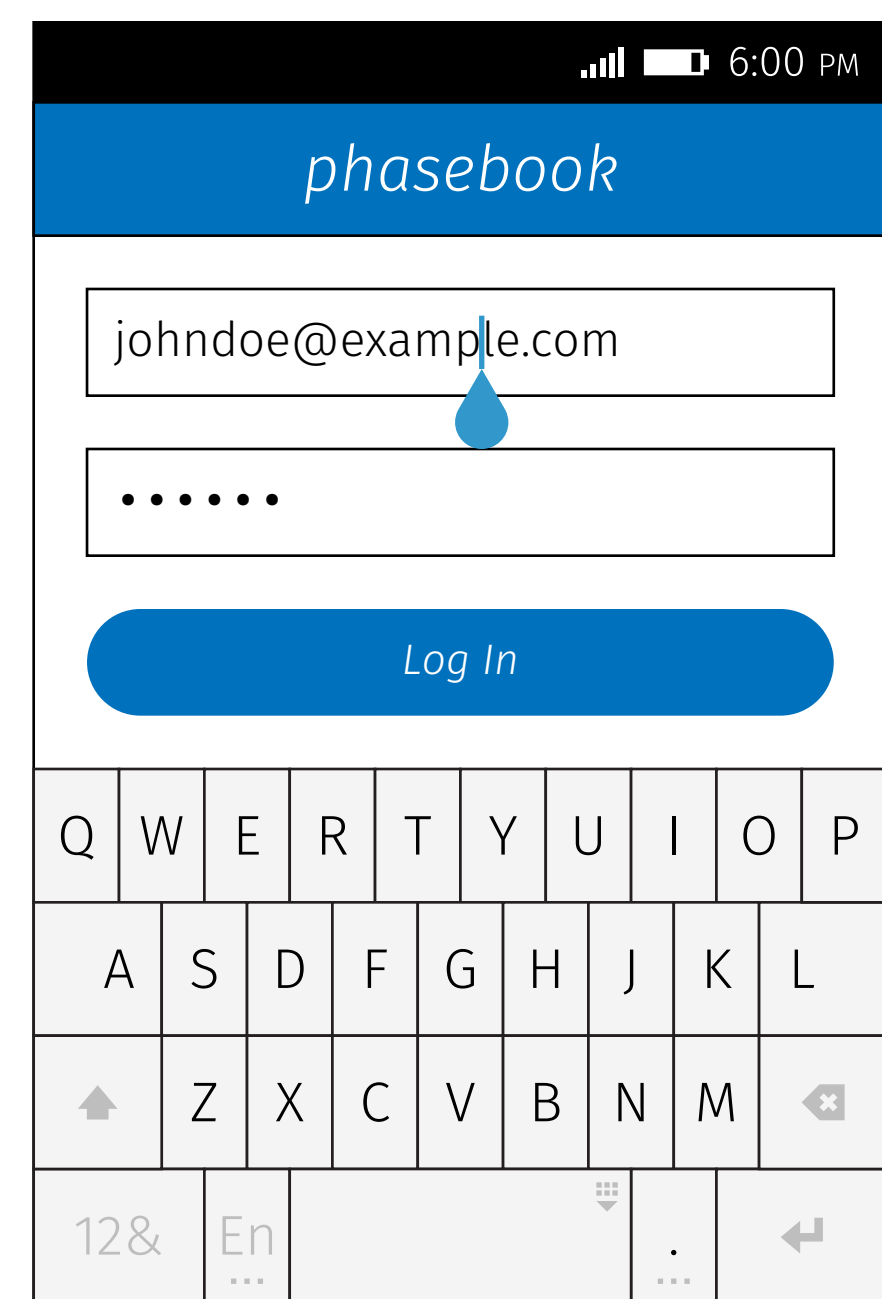 6:00 PM
phasebook
johndoe@example.com
••••••
Log In
Q W E R T Y U I O P
A S D F G H J K L
Z X C V B N M
12& En .